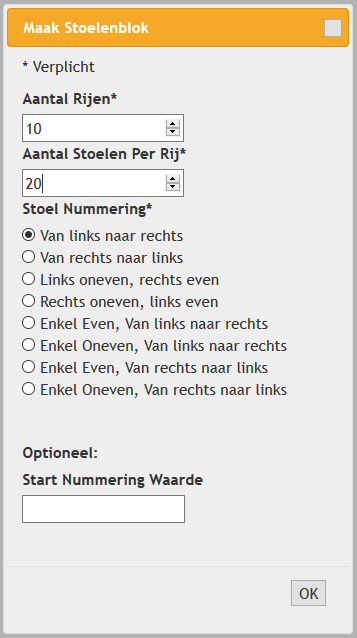 Maak Stoelenblok
* Verplicht
Aantal Rijen*
10
Aantal Stoelen Per Rij*
20
Stoel Nummering*
Van links naar rechts
Van rechts naar links
Links oneven, rechts even
Rechts oneven, links even
Enkel Even, Van links naar rechts
Enkel Oneven, Van links naar rechts
Enkel Even, Van rechts naar links
Enkel Oneven, Van rechts naar links
Optioneel:
Start Nummering Waarde
OK